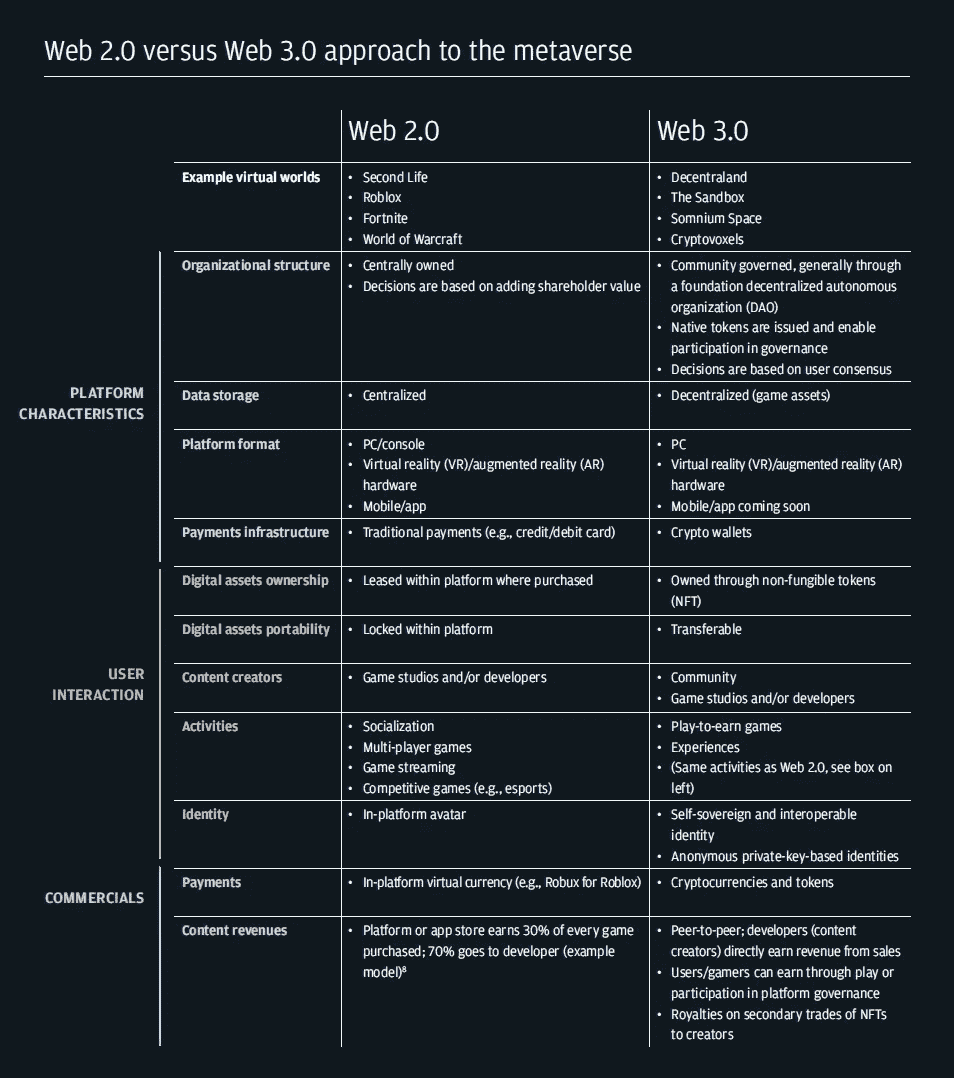 Web 2.0 versus Web 3.0 approach to the metaverse
Web 2.0
Web 3.0
Example virtual worlds
• Second Life
• Roblox
• Fortnite
• World of Warcraft
• Decentraland
• The Sandbox
• Somnium Space
• Cryptovoxels
PLATFORM
CHARACTERISTICS
Organizational structure
• Centrally owned
• Decisions are based on adding shareholder value
• Community governed, generally through
a foundation decentralized autonomous
organization (DAO)
• Native tokens are issued and enable
participation in governance
• Decisions are based on user consensus
Data storage
• Centralized
• Decentralized (game assets)
Platform format
• PC/console
• Virtual reality (VR)/augmented reality (AR)
hardware
• Mobile/app
• PC
• Virtual reality (VR)/augmented reality (AR)
hardware
• Mobile/app coming soon
Payments infrastructure
• Traditional payments (e.g., credit/debit card)
• Crypto wallets
USER
INTERACTION
Digital assets ownership
• Leased within platform where purchased
• Owned through non-fungible tokens
(NFT)
Digital assets portability
• Locked within platform
• Transferable
Content creators
• Game studios and/or developers
• Community
• Game studios and/or developers
Activities
• Socialization
• Multi-player games
• Game streaming
• Competitive games (e.g., esports)
• Play-to-earn games
• Experiences
• (Same activities as Web 2.0, see box on
left)
Identity
• In-platform avatar
• Self-sovereign and interoperable
identity
• Anonymous private-key-based identities
COMMERCIALS
Payments
• In-platform virtual currency (e.g., Robux for Roblox)
• Cryptocurrencies and tokens
Content revenues
• Platform or app store earns 30% of every game
purchased; 70% goes to developer (example
model)⁸
• Peer-to-peer; developers (content
creators) directly earn revenue from sales
• Users/gamers can earn through play or
participation in platform governance
• Royalties on secondary trades of NFTs
to creators